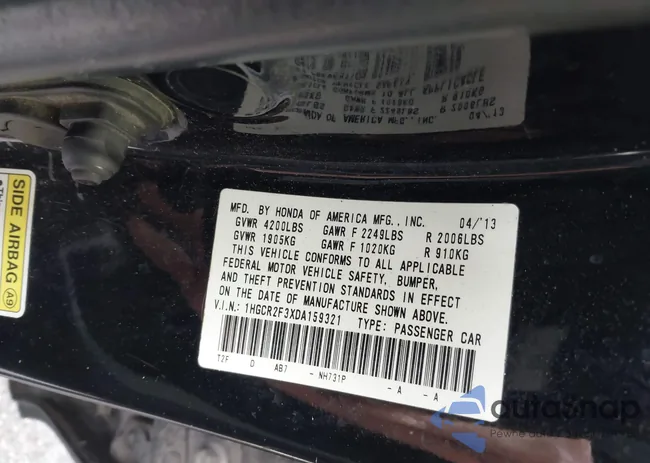 MFD. BY HONDA OF AMERICA MFG., INC. 04/'13
GVWR 4200LBS GAWR F 2249LBS R 2006LBS
GVWR 1905KG GAWR F 1020KG R 910KG
THIS VEHICLE CONFORMS TO ALL APPLICABLE
FEDERAL MOTOR VEHICLE SAFETY, BUMPER,
AND THEFT PREVENTION STANDARDS IN EFFECT
ON THE DATE OF MANUFACTURE SHOWN ABOVE.
V.I.N.: 1HGCR2F3XDA159321 TYPE: PASSENGER CAR
T2F D AB7 - NH731P - A - A
SIDE AIRBAG A9
autosnap